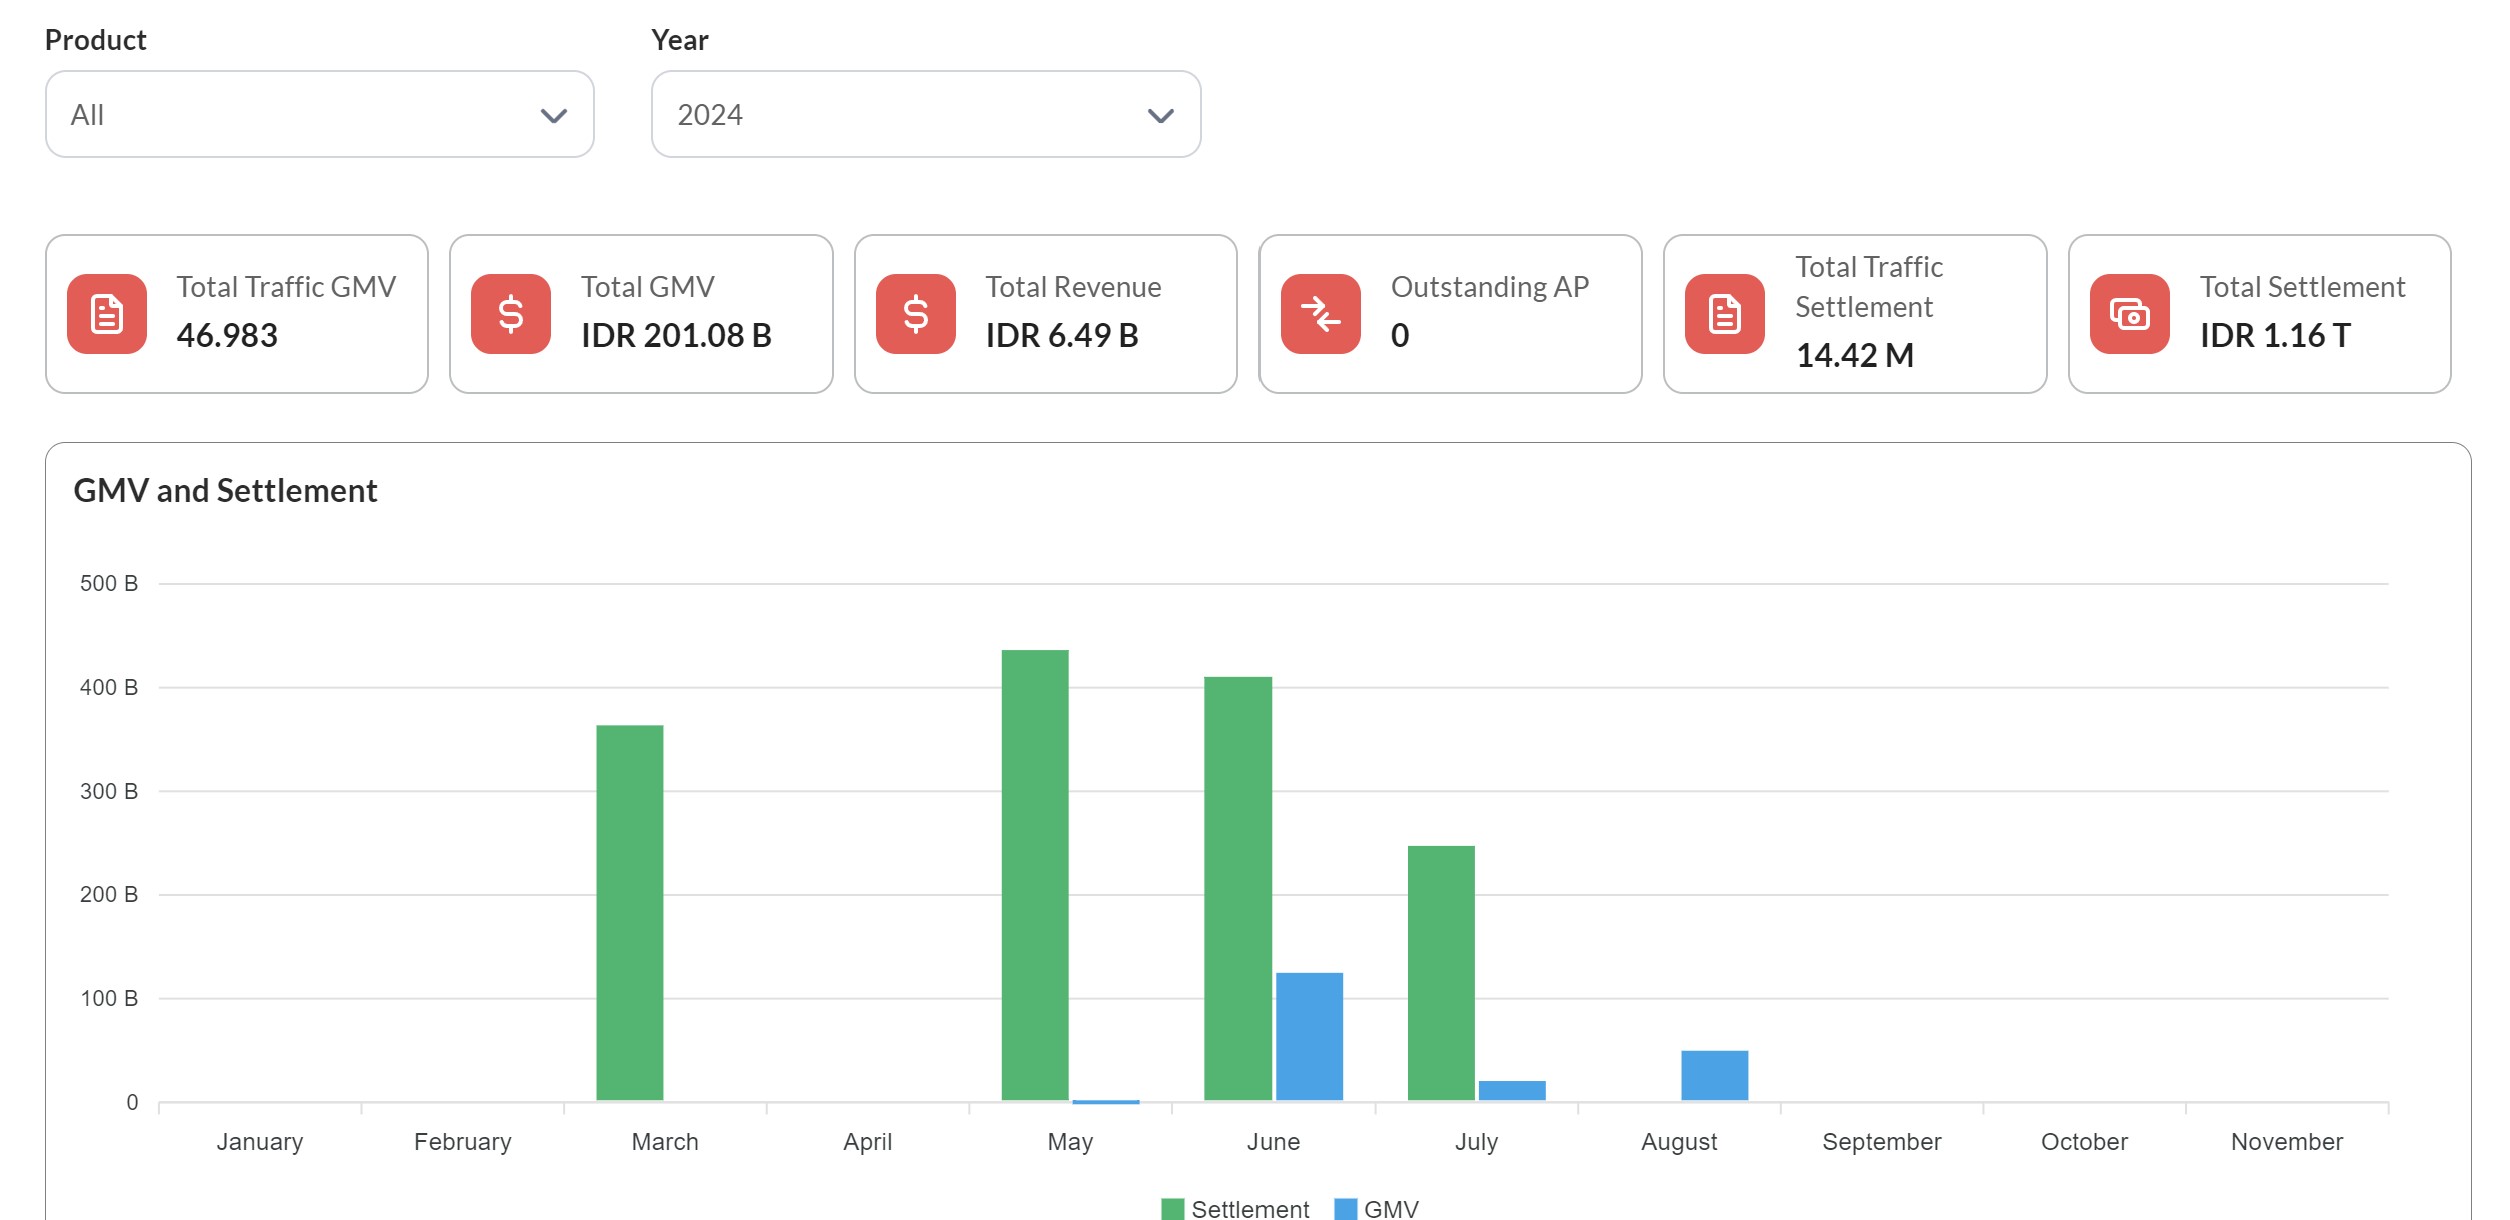 Product
Year
All
2024
Total Traffic GMV
46.983
Total GMV
IDR 201.08 B
Total Revenue
IDR 6.49 B
Outstanding AP
0
Total Traffic
Settlement
14.42 M
Total Settlement
IDR 1.16 T
GMV and Settlement
500 B
400 B
300 B
200 B
100 B
0
January
February
March
April
May
June
July
August
September
October
November
Settlement
GMV